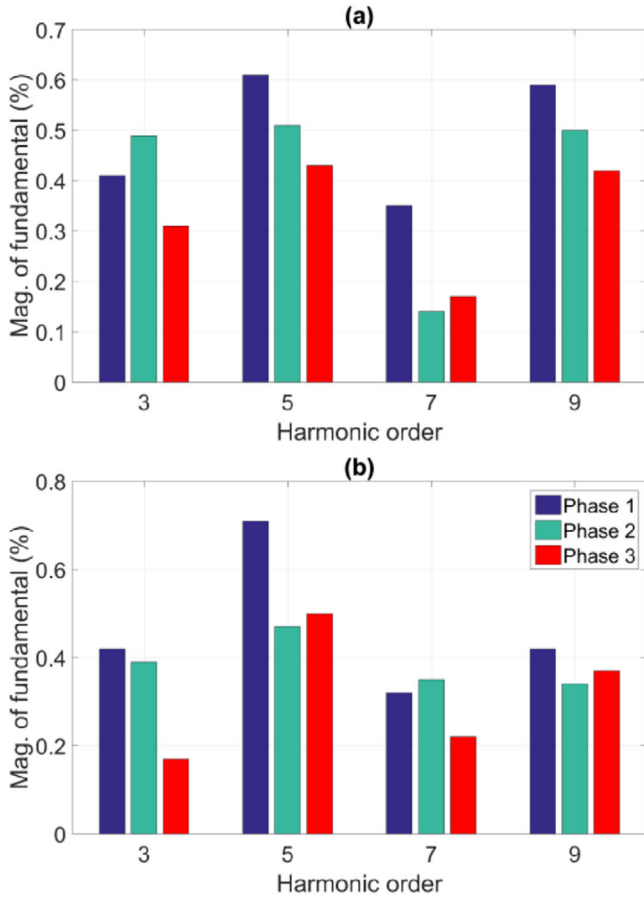 (a)
Mag. of fundamental (%)
0.7
0.6
0.5
0.4
0.3
0.2
0.1
0
3 5 7 9
Harmonic order
(b)
Mag. of fundamental (%)
0.8
0.6
0.4
0.2
0
Phase 1
Phase 2
Phase 3
3 5 7 9
Harmonic order